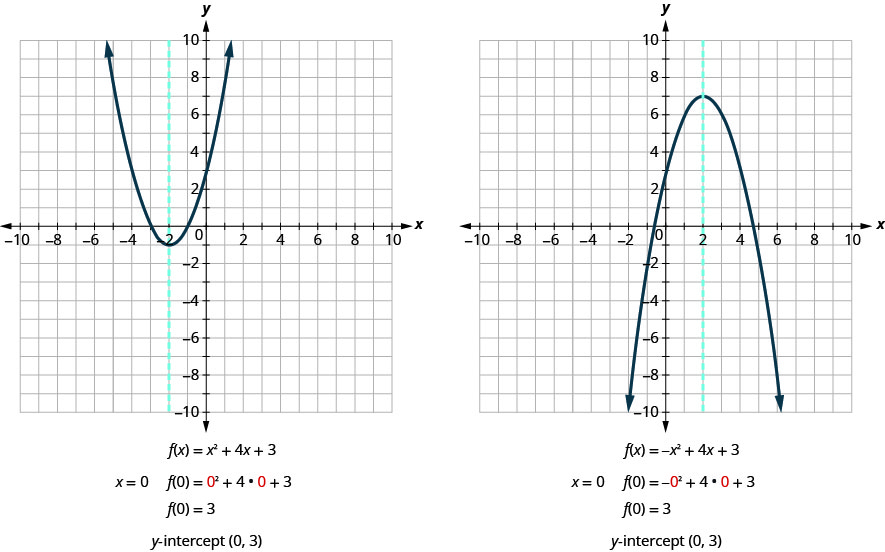 y
10
8
6
4
2
0
−10 −8 −6 −4 −2 2 4 6 8 10 x
−2
−4
−6
−8
−10
f(x) = x² + 4x + 3
x = 0 f(0) = 0² + 4 • 0 + 3
f(0) = 3
y-intercept (0, 3)
y
10
8
6
4
2
0
−10 −8 −6 −4 −2 2 4 6 8 10 x
−2
−4
−6
−8
−10
f(x) = −x² + 4x + 3
x = 0 f(0) = −0² + 4 • 0 + 3
f(0) = 3
y-intercept (0, 3)